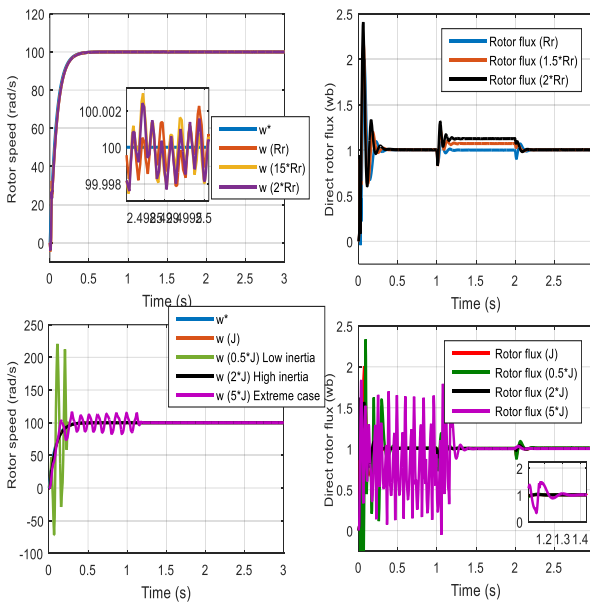 120
100
80
60
40
20
0
Rotor speed (rad/s)
100.002
100
99.998
w*
w (Rr)
w (15*Rr)
w (2*Rr)
0
0.5
1
1.5
2
2.5
3
Time (s)
2.5
2
1.5
1
0.5
0
Direct rotor flux (wb)
Rotor flux (Rr)
Rotor flux (1.5*Rr)
Rotor flux (2*Rr)
0
0.5
1
1.5
2
2.5
3
Time (s)
250
200
150
100
50
0
-50
-100
Rotor speed (rad/s)
w*
w (J)
w (0.5*J) Low inertia
w (2*J) High inertia
w (5*J) Extreme case
0
0.5
1
1.5
2
2.5
3
Time (s)
2.5
2
1.5
1
0.5
0
Direct rotor flux (wb)
Rotor flux (J)
Rotor flux (0.5*J)
Rotor flux (2*J)
Rotor flux (5*J)
2
1
0
1.2
1.3
1.4
0
0.5
1
1.5
2
2.5
3
Time (s)